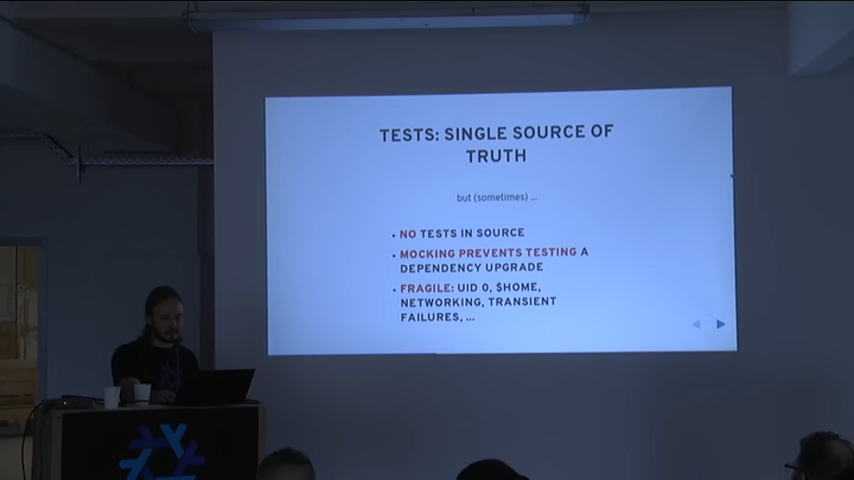 TESTS: SINGLE SOURCE OF
TRUTH
but (sometimes) ...
• NO TESTS IN SOURCE
• MOCKING PREVENTS TESTING A
DEPENDENCY UPGRADE
• FRAGILE: UID 0, $HOME,
NETWORKING, TRANSIENT
FAILURES, ...